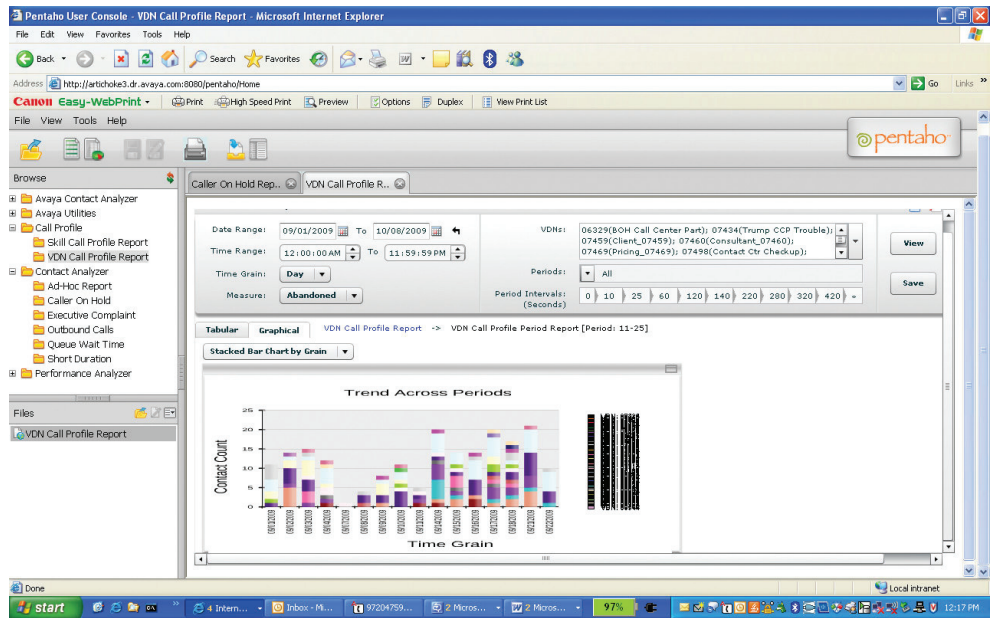 Pentaho User Console - VDN Call Profile Report - Microsoft Internet Explorer
File Edit View Favorites Tools Help
Back Search Favorites
Address http://artichoke3.dr.avaya.com:8080/pentaho/Home Go Links »
Canon Easy-WebPrint Print High Speed Print Preview Options Duplex View Print List
File View Tools Help
pentaho
Browse
Avaya Contact Analyzer
Avaya Utilities
Call Profile
Skill Call Profile Report
VDN Call Profile Report
Contact Analyzer
Ad-Hoc Report
Caller On Hold
Executive Complaint
Outbound Calls
Queue Wait Time
Short Duration
Performance Analyzer
Files
VDN Call Profile Report
Caller On Hold Rep.. VDN Call Profile R..
Date Range: 09/01/2009 To 10/08/2009
Time Range: 12:00:00 AM To 11:59:59 PM
Time Grain: Day
Measure: Abandoned
VDNs: 06329(BOH Call Center Part); 07434(Trump CCP Trouble);
07459(Client_07459); 07460(Consultant_07460);
07469(Pricing_07469); 07498(Contact Ctr Checkup);
Periods: All
Period Intervals: 0 10 25 60 120 140 220 280 320 420
(Seconds)
View
Save
Tabular Graphical VDN Call Profile Report -> VDN Call Profile Period Report [Period: 11-25]
Stacked Bar Chart by Grain
Trend Across Periods
Contact Count
25
20
15
10
5
0
Time Grain
Done Local intranet
start 4 Intern... Inbox - Mi... 97204759... 2 Micros... 2 Micros... 97% 12:17 PM